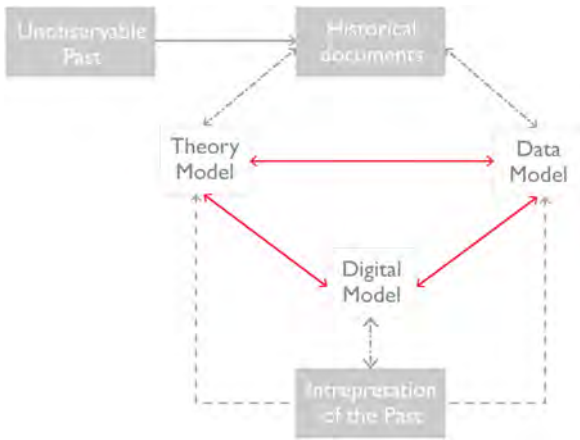 Unobservable
Past
Historical
documents
Theory
Model
Data
Model
Digital
Model
Intrepretation
of the Past